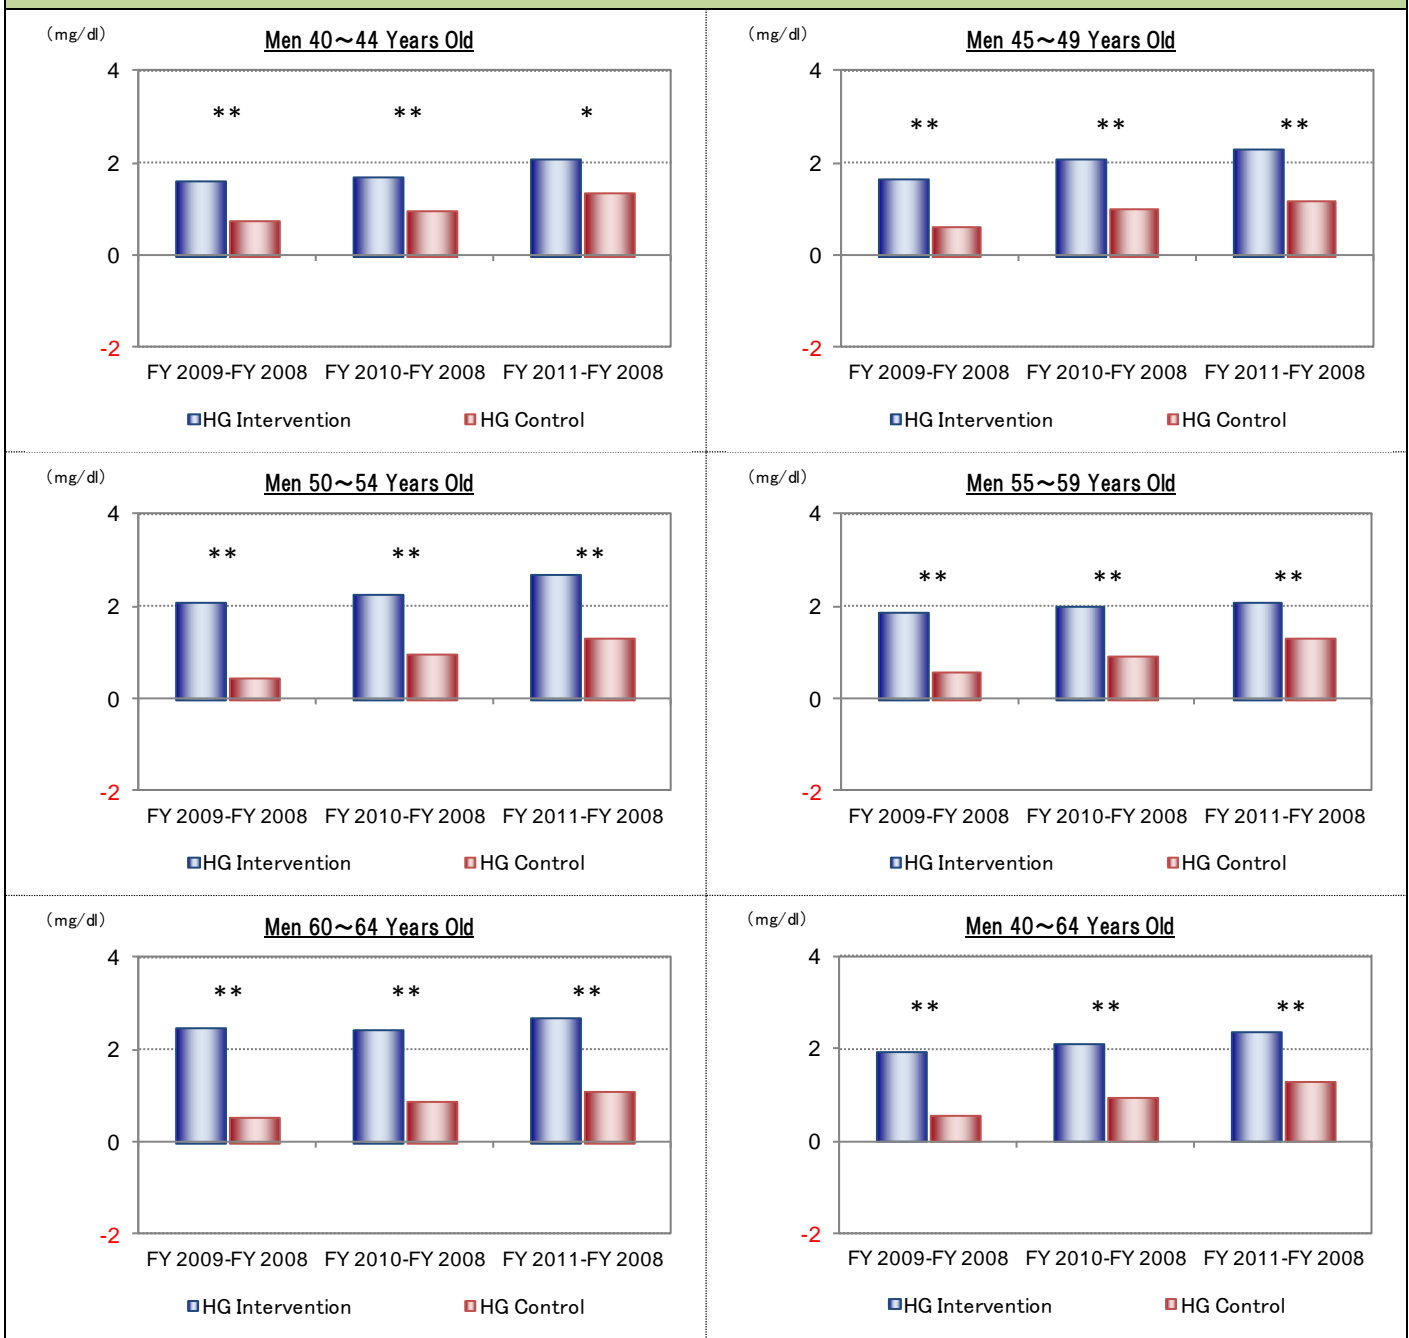 (mg/dl)
Men 40～44 Years Old
4
2
0
-2
**
**
*
FY 2009-FY 2008 FY 2010-FY 2008 FY 2011-FY 2008
HG Intervention HG Control
(mg/dl)
Men 45～49 Years Old
4
2
0
-2
**
**
**
FY 2009-FY 2008 FY 2010-FY 2008 FY 2011-FY 2008
HG Intervention HG Control
(mg/dl)
Men 50～54 Years Old
4
2
0
-2
**
**
**
FY 2009-FY 2008 FY 2010-FY 2008 FY 2011-FY 2008
HG Intervention HG Control
(mg/dl)
Men 55～59 Years Old
4
2
0
-2
**
**
**
FY 2009-FY 2008 FY 2010-FY 2008 FY 2011-FY 2008
HG Intervention HG Control
(mg/dl)
Men 60～64 Years Old
4
2
0
-2
**
**
**
FY 2009-FY 2008 FY 2010-FY 2008 FY 2011-FY 2008
HG Intervention HG Control
(mg/dl)
Men 40～64 Years Old
4
2
0
-2
**
**
**
FY 2009-FY 2008 FY 2010-FY 2008 FY 2011-FY 2008
HG Intervention HG Control